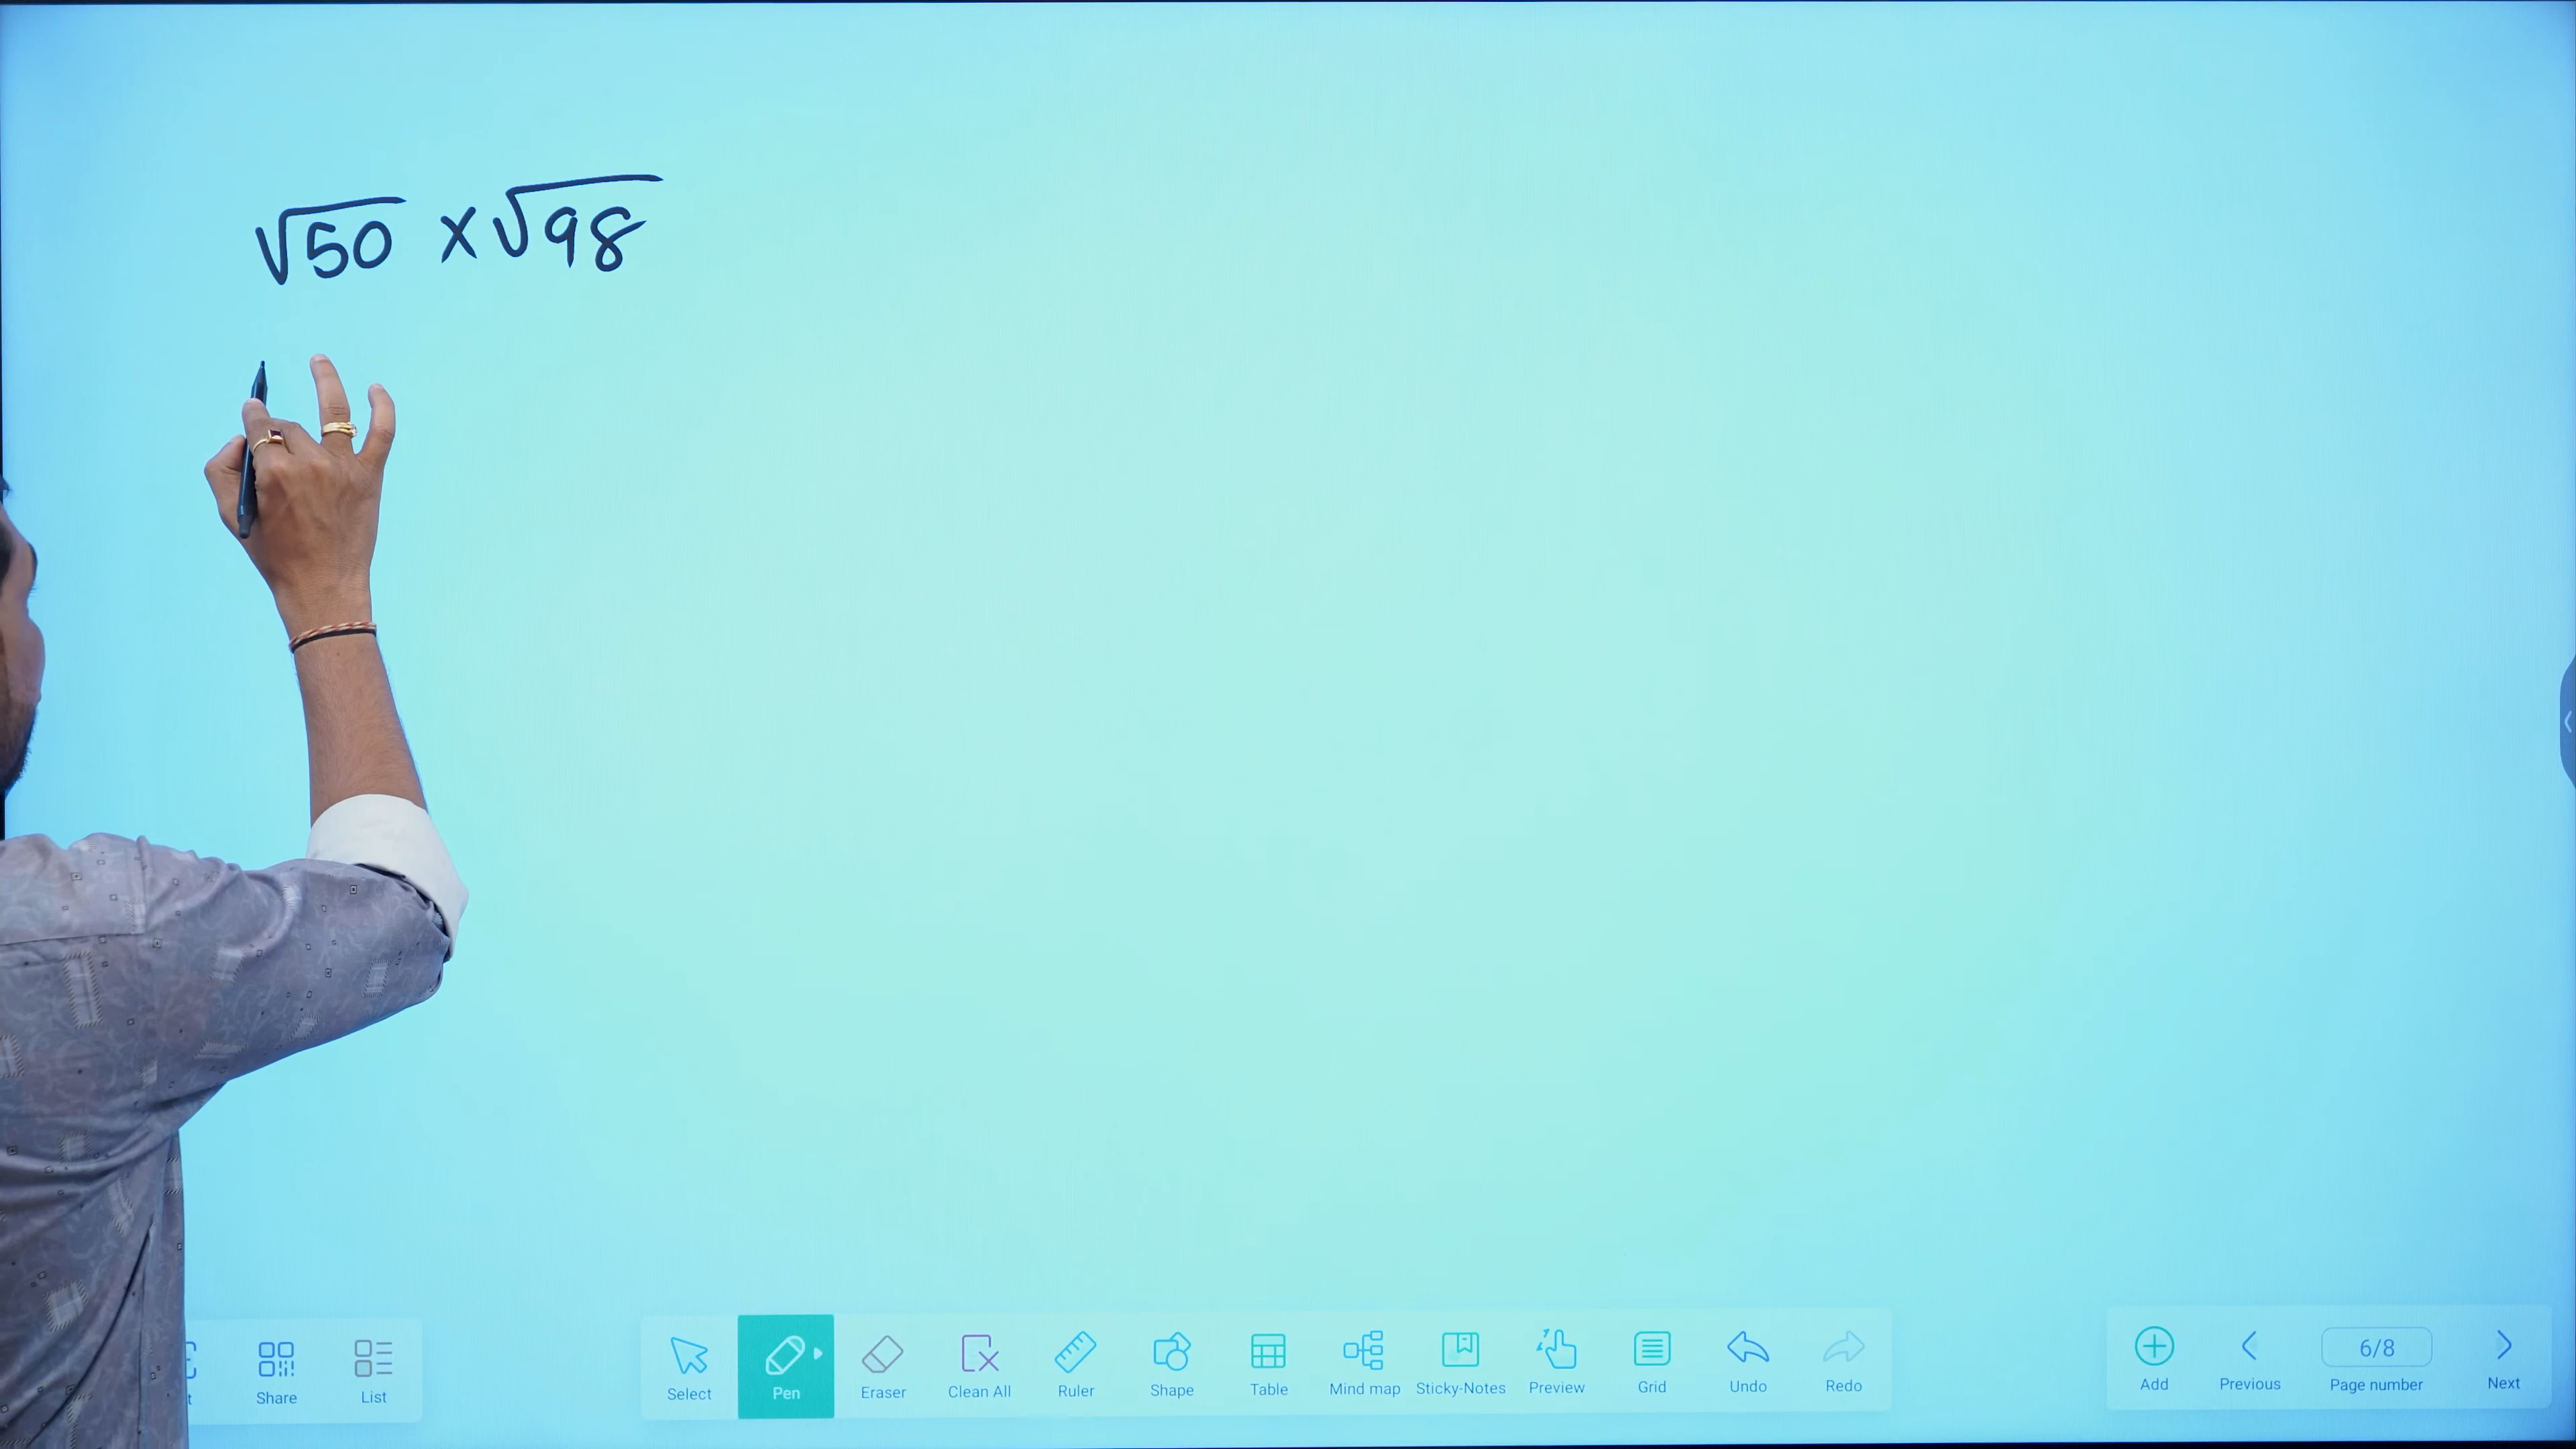 √50 × √98
Share
List
Select
Pen
Eraser
Clean All
Ruler
Shape
Table
Mind map
Sticky-Notes
Preview
Grid
Undo
Redo
Add
Previous
6/8
Page number
Next